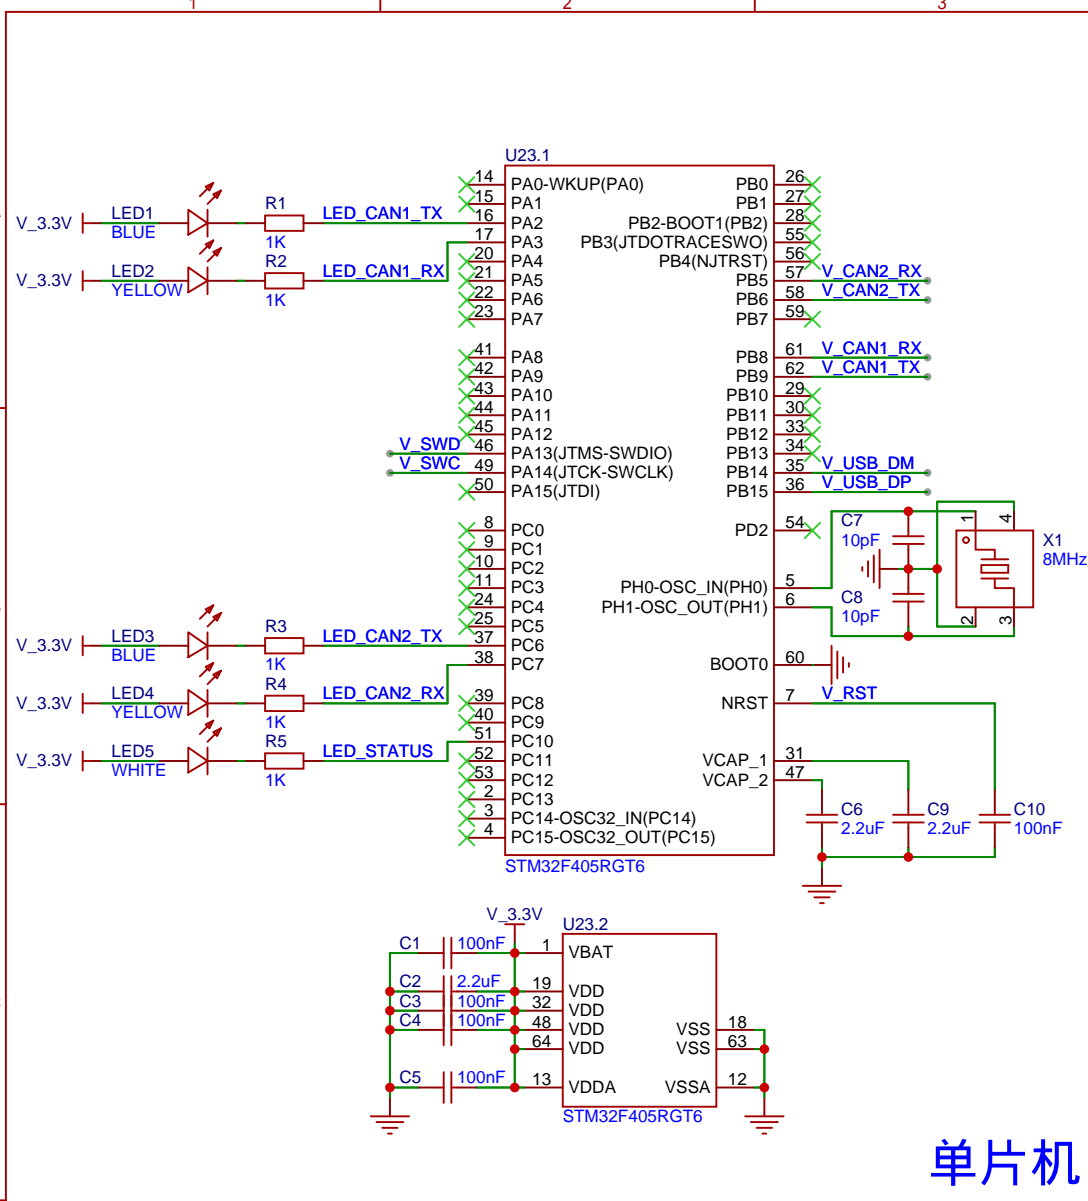 1
2
3
U23.1
V_3.3V
LED1
BLUE
R1
1K
LED_CAN1_TX
V_3.3V
LED2
YELLOW
R2
1K
LED_CAN1_RX
14 PA0-WKUP(PA0)
15 PA1
16 PA2
17 PA3
20 PA4
21 PA5
22 PA6
23 PA7
41 PA8
42 PA9
43 PA10
44 PA11
45 PA12
V_SWD 46 PA13(JTMS-SWDIO)
V_SWC 49 PA14(JTCK-SWCLK)
50 PA15(JTDI)
8 PC0
9 PC1
10 PC2
11 PC3
24 PC4
25 PC5
37 PC6
38 PC7
39 PC8
40 PC9
51 PC10
52 PC11
53 PC12
2 PC13
3 PC14-OSC32_IN(PC14)
4 PC15-OSC32_OUT(PC15)
V_3.3V
LED3
BLUE
R3
1K
LED_CAN2_TX
V_3.3V
LED4
YELLOW
R4
1K
LED_CAN2_RX
V_3.3V
LED5
WHITE
R5
1K
LED_STATUS
PB0 26
PB1 27
PB2-BOOT1(PB2) 28
PB3(JTDOTRACESWO) 55
PB4(NJTRST) 56
PB5 57 V_CAN2_RX
PB6 58 V_CAN2_TX
PB7 59
PB8 61 V_CAN1_RX
PB9 62 V_CAN1_TX
PB10 29
PB11 30
PB12 33
PB13 34
PB14 35 V_USB_DM
PB15 36 V_USB_DP
PD2 54
PH0-OSC_IN(PH0) 5
PH1-OSC_OUT(PH1) 6
BOOT0 60
NRST 7 V_RST
VCAP_1 31
VCAP_2 47
C7
10pF
C8
10pF
1
4
2
3
X1
8MHz
C6
2.2uF
C9
2.2uF
C10
100nF
STM32F405RGT6
V_3.3V
U23.2
C1 100nF 1 VBAT
C2 2.2uF 19 VDD
C3 100nF 32 VDD
C4 100nF 48 VDD
64 VDD
C5 100nF 13 VDDA
VSS 18
VSS 63
VSSA 12
STM32F405RGT6
单片机